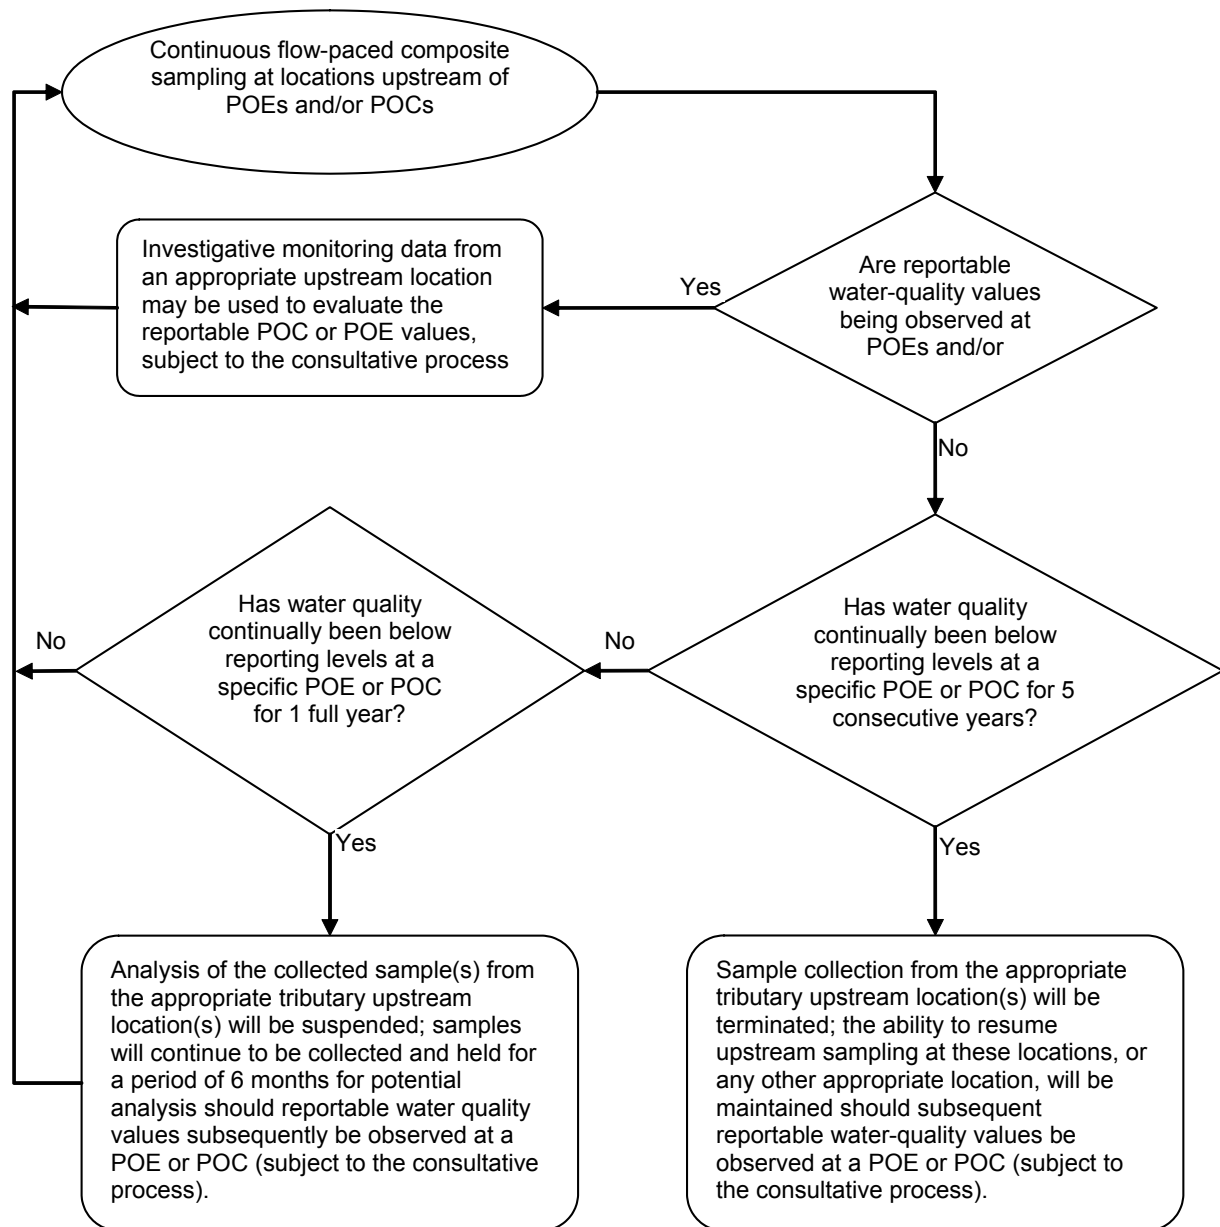 Continuous flow-paced composite
sampling at locations upstream of
POEs and/or POCs
Are reportable
water-quality values
being observed at
POEs and/or
Yes
Investigative monitoring data from
an appropriate upstream location
may be used to evaluate the
reportable POC or POE values,
subject to the consultative process
No
Has water quality
continually been below
reporting levels at a
specific POE or POC for 5
consecutive years?
No
Has water quality
continually been below
reporting levels at a
specific POE or POC
for 1 full year?
No
Yes
Yes
Analysis of the collected sample(s) from
the appropriate tributary upstream
location(s) will be suspended; samples
will continue to be collected and held for
a period of 6 months for potential
analysis should reportable water quality
values subsequently be observed at a
POE or POC (subject to the consultative
process).
Sample collection from the appropriate
tributary upstream location(s) will be
terminated; the ability to resume
upstream sampling at these locations, or
any other appropriate location, will be
maintained should subsequent
reportable water-quality values be
observed at a POE or POC (subject to
the consultative process).